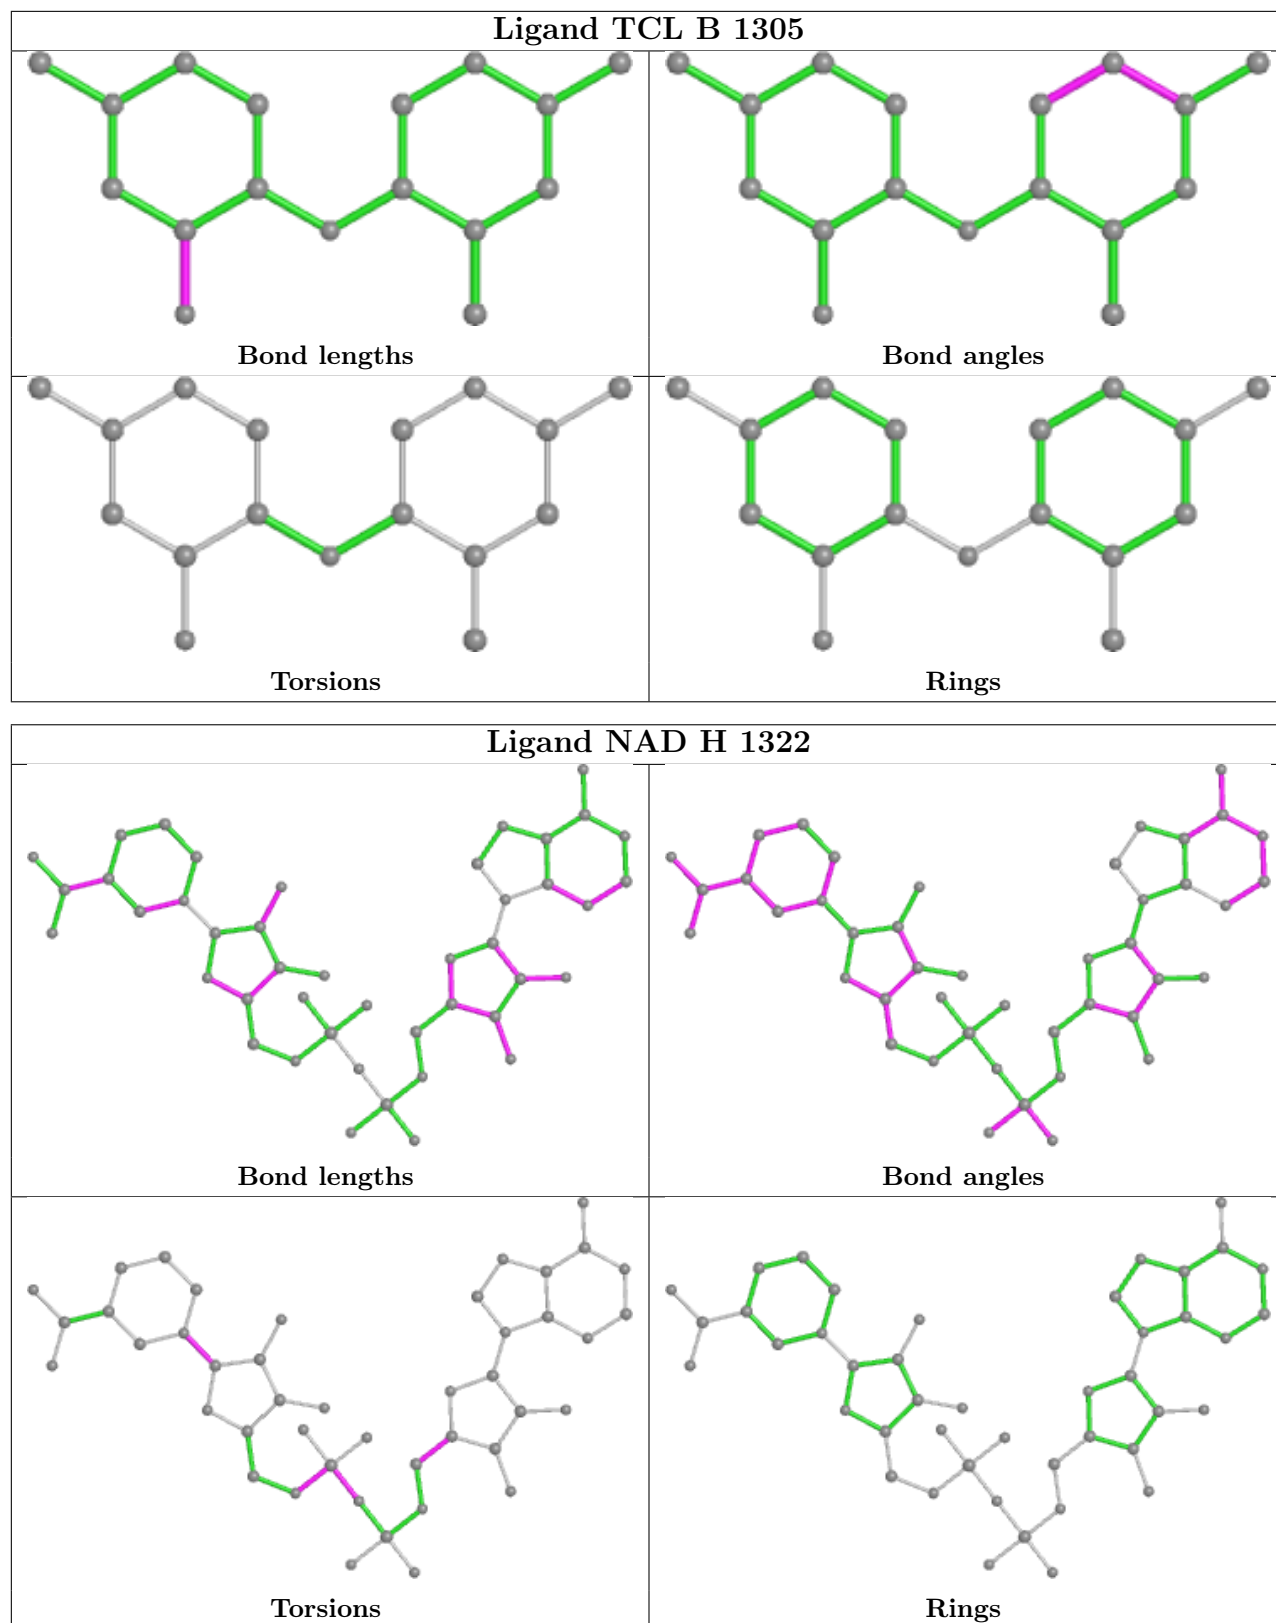 Ligand TCL B 1305
Bond lengths
Bond angles
Torsions
Rings
Ligand NAD H 1322
Bond lengths
Bond angles
Torsions
Rings